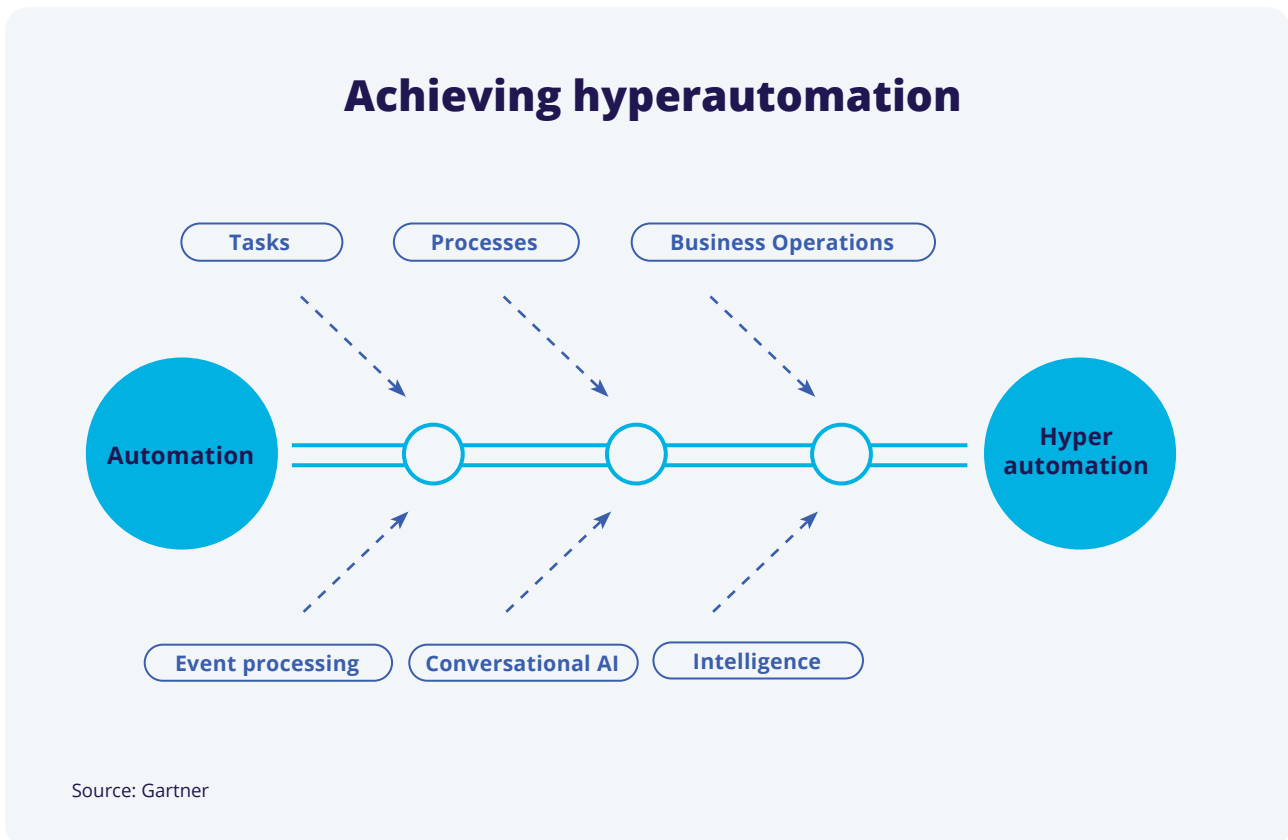 Achieving hyperautomation
Tasks
Processes
Business Operations
Automation
Hyper
automation
Event processing
Conversational AI
Intelligence
Source: Gartner